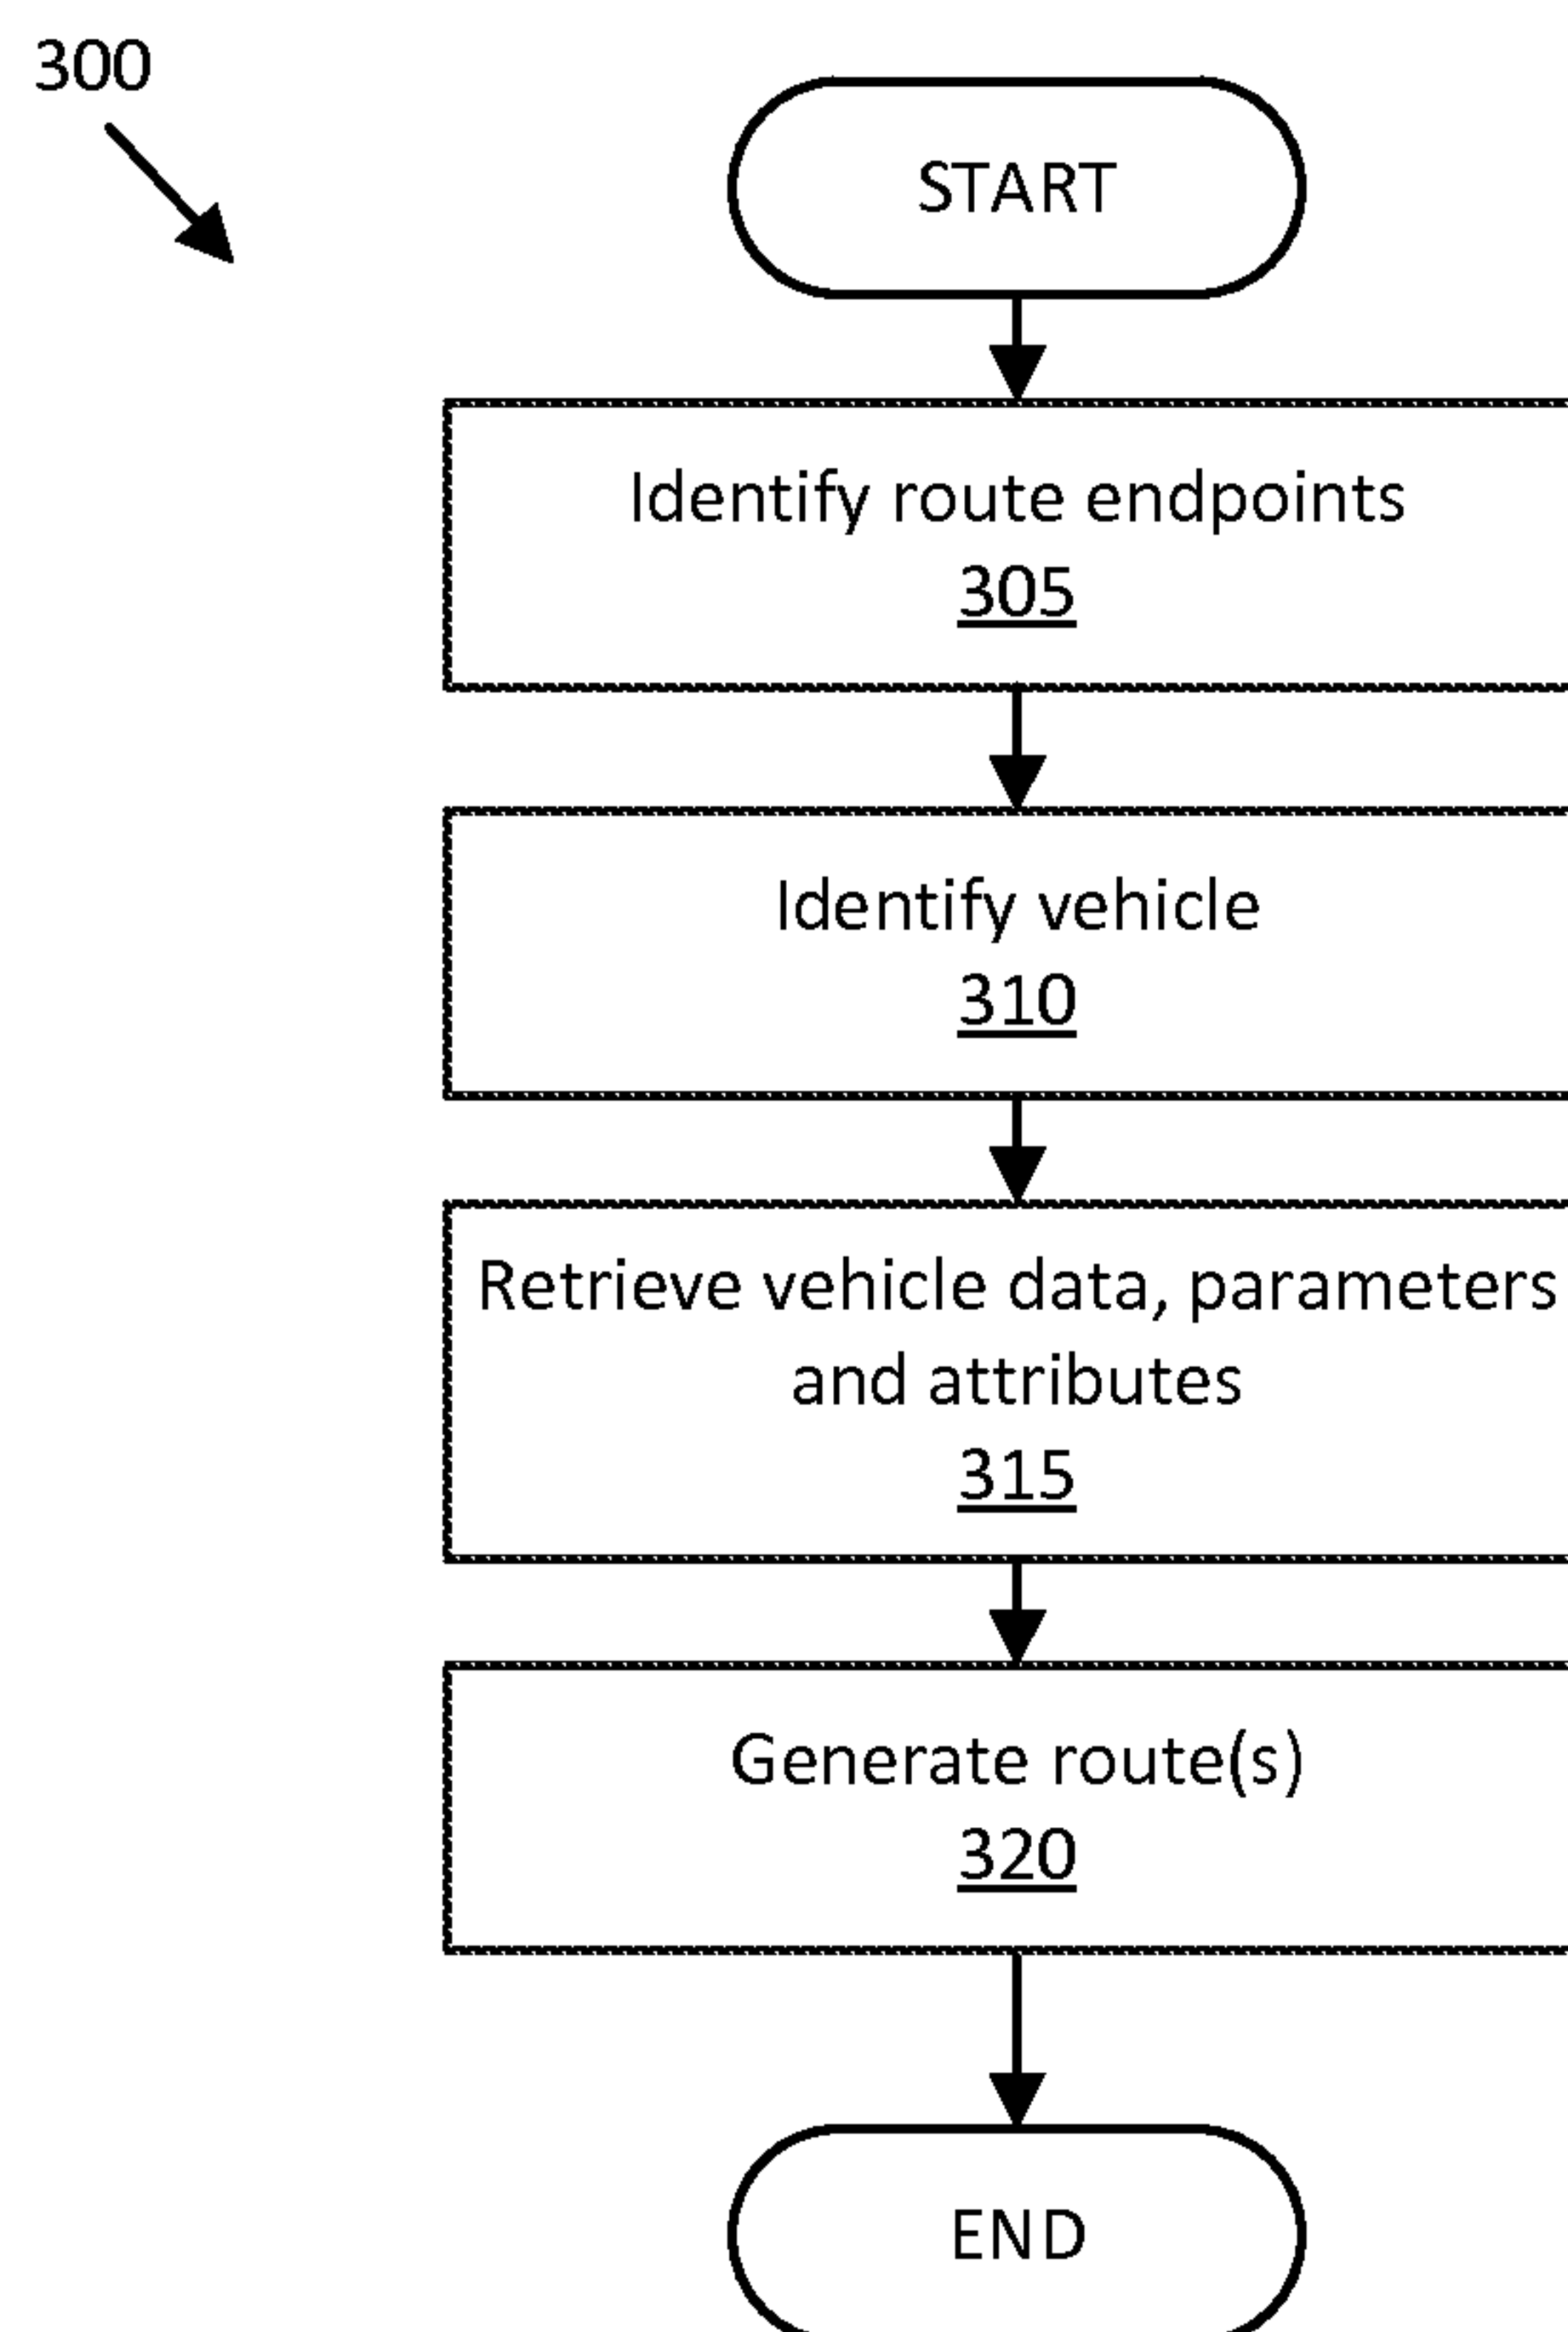 300
START
Identify route endpoints
305
Identify vehicle
310
Retrieve vehicle data, parameters
and attributes
315
Generate route(s)
320
END